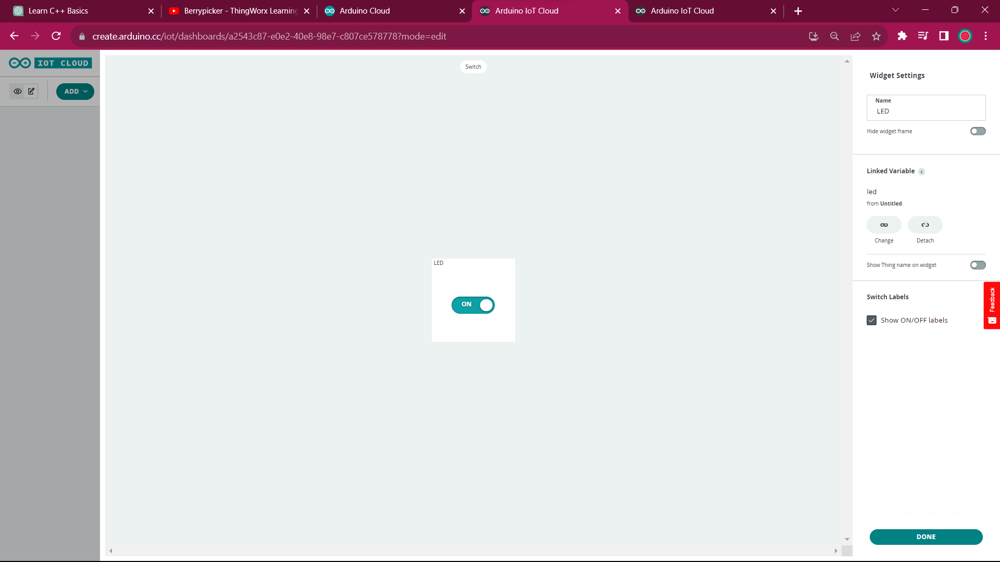 Learn C++ Basics
Berrypicker - ThingWorx Learning
Arduino Cloud
Arduino IoT Cloud
Arduino IoT Cloud
create.arduino.cc/iot/dashboards/a2543c87-e0e2-40e8-98e7-c807ce578778?mode=edit
IOT CLOUD
ADD
Switch
LED
ON
Widget Settings
Name
LED
Hide widget frame
Linked Variable i
led
from Untitled
Change Detach
Show Thing name on widget
Switch Labels
Show ON/OFF labels
Feedback
DONE